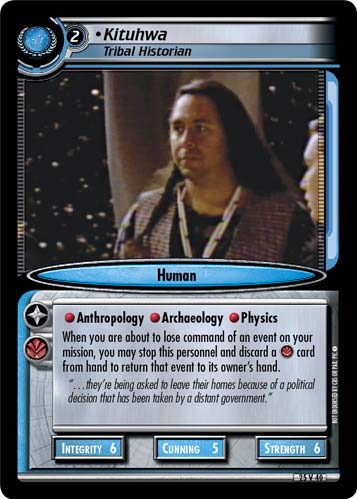 2 •Kituhwa
Tribal Historian
Human
Anthropology Archaeology Physics
When you are about to lose command of an event on your
mission, you may stop this personnel and discard a card
from hand to return that event to its owner's hand.
"...they're being asked to leave their homes because of a political
decision that has been taken by a distant government."
INTEGRITY 6 CUNNING 5 STRENGTH 6
25 V 40